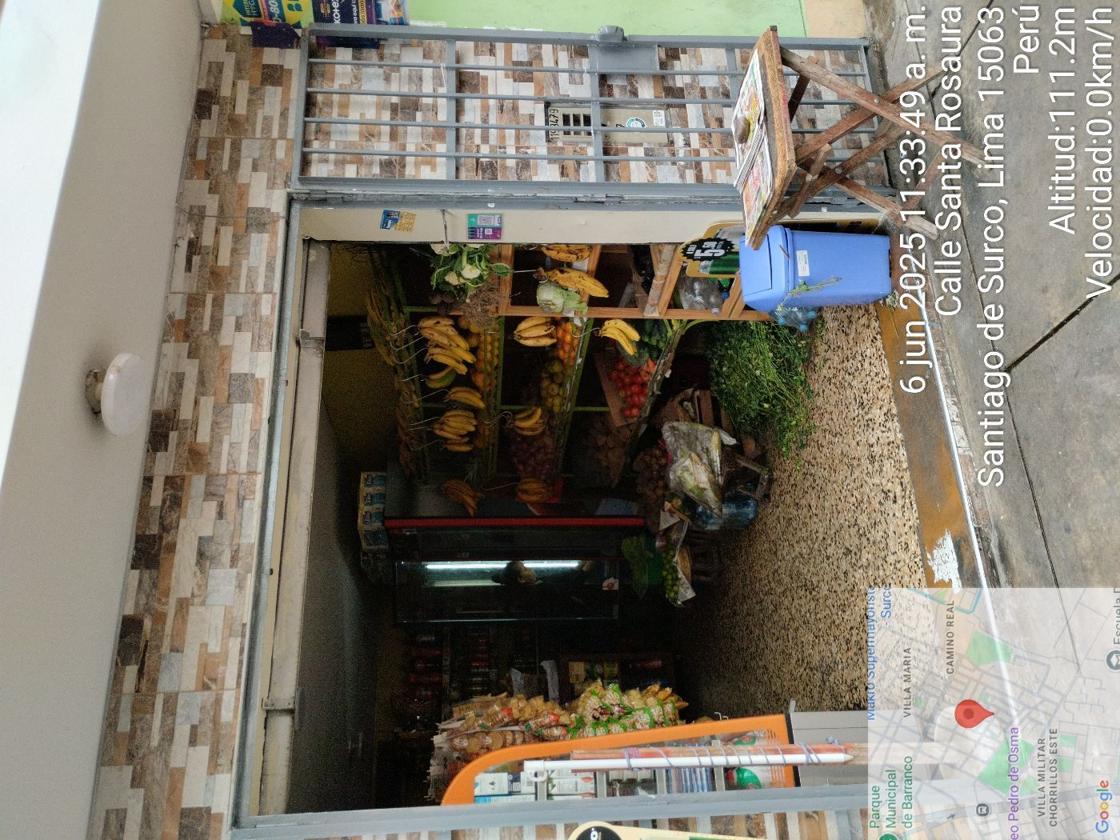 6 jun 2025 11:33:49 a. m.
Calle Santa Rosaura
Santiago de Surco, Lima 15063
Perú
Altitud:111.2m
Velocidad:0.0km/h
Makro Supermayorista
Surco
VILLA MARIA
CAMINO REAL
Parque
Municipal
de Barranco
eo Pedro de Osma
VILLA MILITAR
CHORRILLOS ESTE
Google